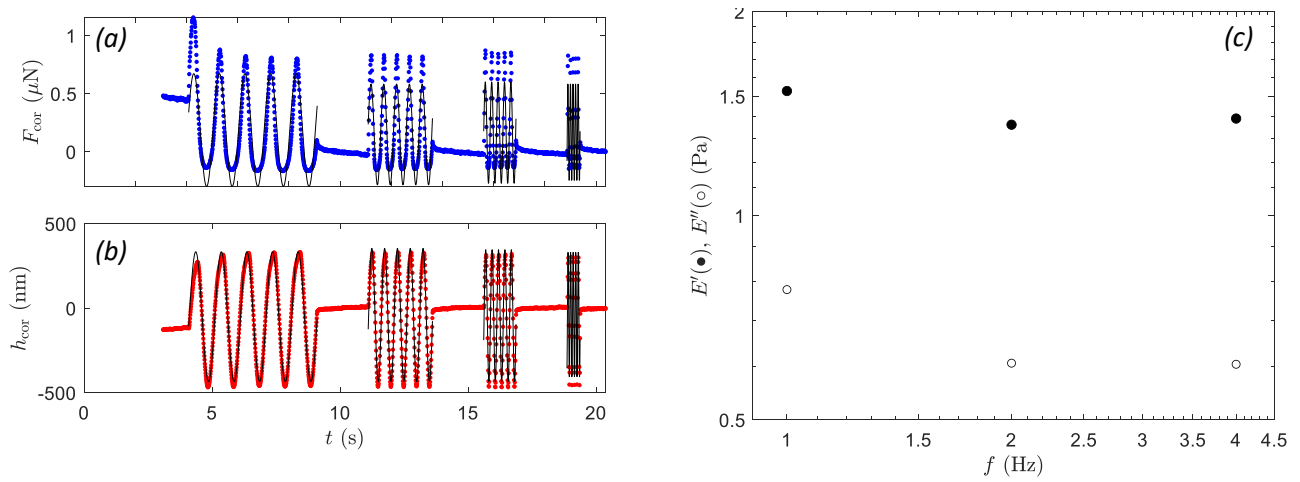 (a)
1
0.5
0
F_cor (μN)
(b)
500
0
-500
h_cor (nm)
0 5 10 15 20
t (s)
(c)
2
1.5
1
0.5
E′(●), E″(○) (Pa)
1 1.5 2 2.5 3 3.5 4 4.5
f (Hz)